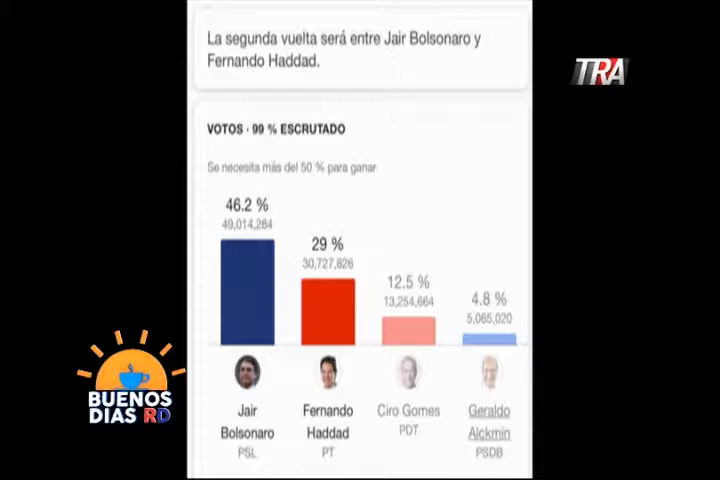 La segunda vuelta será entre Jair Bolsonaro y
Fernando Haddad.
TRA
VOTOS · 99 % ESCRUTADO
Se necesita más del 50 % para ganar
46.2 %
49,014,264
29 %
30,727,826
12.5 %
13,254,664
4.8 %
5,065,020
Jair
Bolsonaro
PSL
Fernando
Haddad
PT
Ciro Gomes
PDT
Geraldo
Alckmin
PSDB
BUENOS
DIAS RD